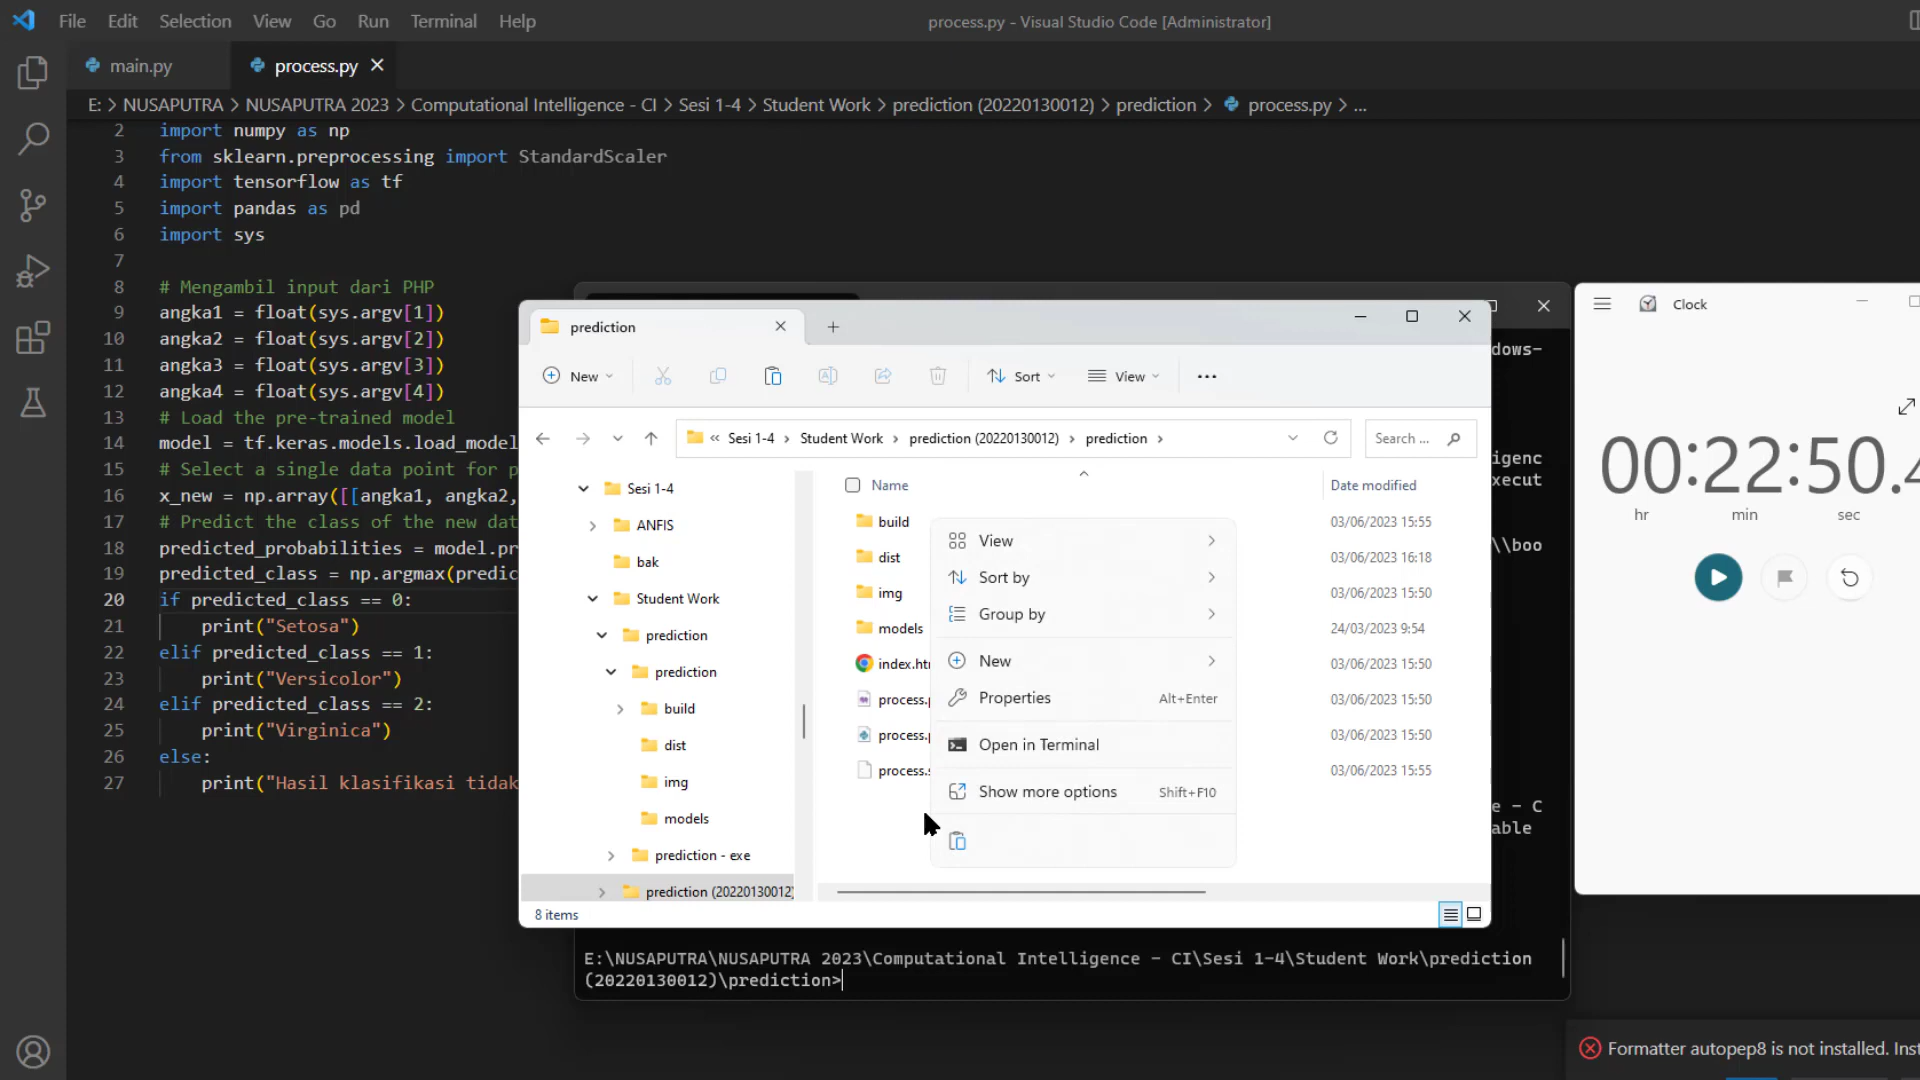 File Edit Selection View Go Run Terminal Help
process.py - Visual Studio Code [Administrator]
main.py
process.py
E: > NUSAPUTRA > NUSAPUTRA 2023 > Computational Intelligence - CI > Sesi 1-4 > Student Work > prediction (20220130012) > prediction > process.py > ...
2 import numpy as np
3 from sklearn.preprocessing import StandardScaler
4 import tensorflow as tf
5 import pandas as pd
6 import sys
7
8 # Mengambil input dari PHP
9 angka1 = float(sys.argv[1])
10 angka2 = float(sys.argv[2])
11 angka3 = float(sys.argv[3])
12 angka4 = float(sys.argv[4])
13 # Load the pre-trained model
14 model = tf.keras.models.load_model
15 # Select a single data point for p
16 x_new = np.array([[angka1, angka2,
17 # Predict the class of the new dat
18 predicted_probabilities = model.pr
19 predicted_class = np.argmax(predic
20 if predicted_class == 0:
21 print("Setosa")
22 elif predicted_class == 1:
23 print("Versicolor")
24 elif predicted_class == 2:
25 print("Virginica")
26 else:
27 print("Hasil klasifikasi tidak
prediction
New
Sort
View
...
« Sesi 1-4 > Student Work > prediction (20220130012) > prediction >
Search ...
Sesi 1-4
ANFIS
bak
Student Work
prediction
prediction
build
dist
img
models
prediction - exe
prediction (20220130012)
Name Date modified
build 03/06/2023 15:55
dist 03/06/2023 16:18
img 03/06/2023 15:50
models 24/03/2023 9:54
index.htr 03/06/2023 15:50
process.p 03/06/2023 15:50
process.p 03/06/2023 15:50
process.s 03/06/2023 15:55
View
Sort by
Group by
New
Properties Alt+Enter
Open in Terminal
Show more options Shift+F10
8 items
dows-
igenc
xecut
\\boo
e - C
able
E:\NUSAPUTRA\NUSAPUTRA 2023\Computational Intelligence - CI\Sesi 1-4\Student Work\prediction
(20220130012)\prediction>
Clock
00:22:50.4
hr min sec
Formatter autopep8 is not installed. Inst